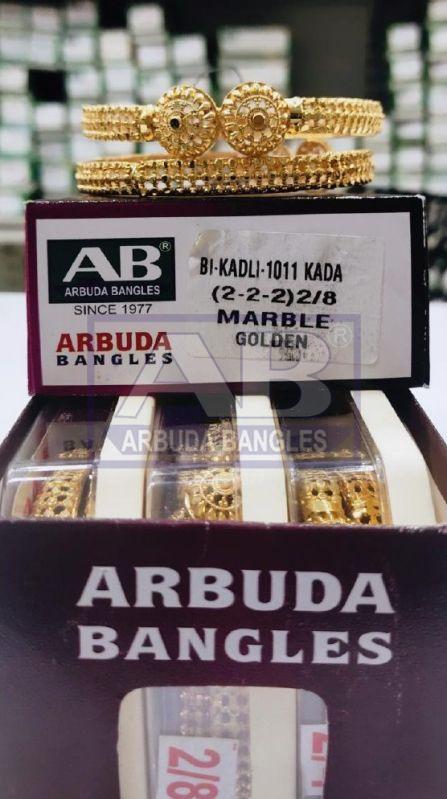 AB®
ARBUDA BANGLES
SINCE 1977
ARBUDA
BANGLES
BI-KADLI-1011 KADA
(2-2-2)2/8
MARBLE
GOLDEN
AB®
ARBUDA BANGLES
ARBUDA
BANGLES
2/8